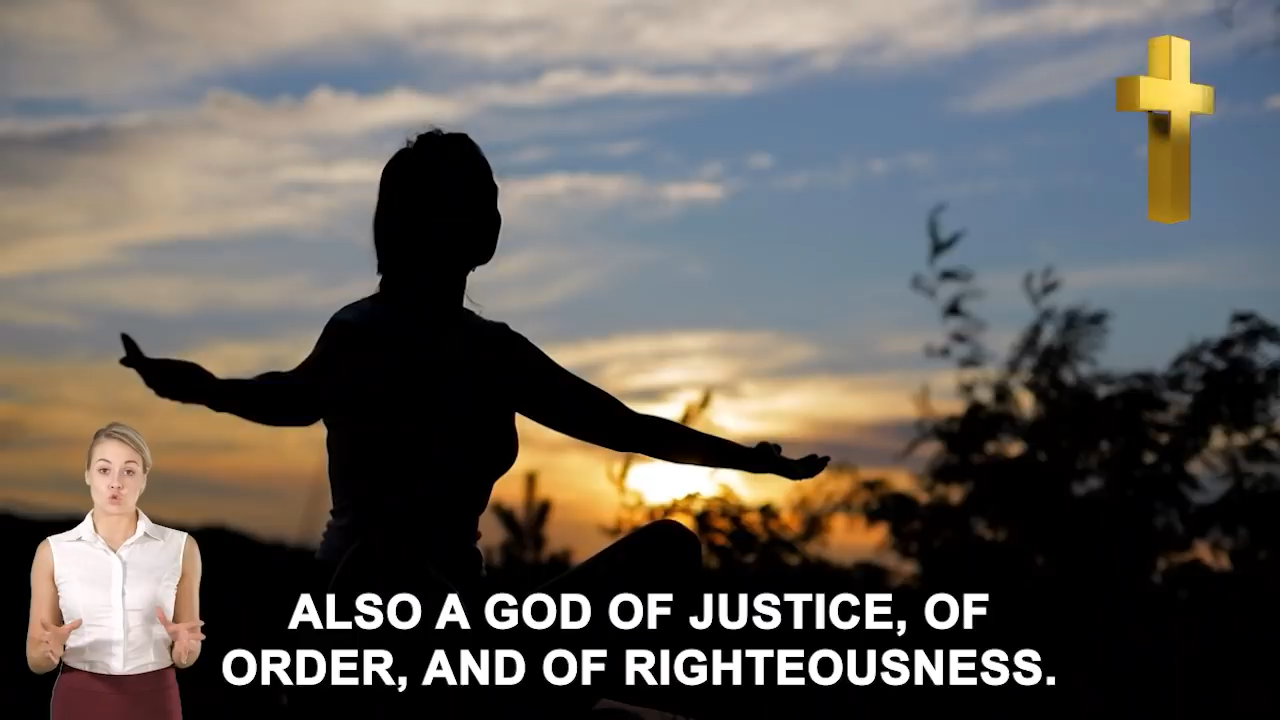 ALSO A GOD OF JUSTICE, OF
ORDER, AND OF RIGHTEOUSNESS.